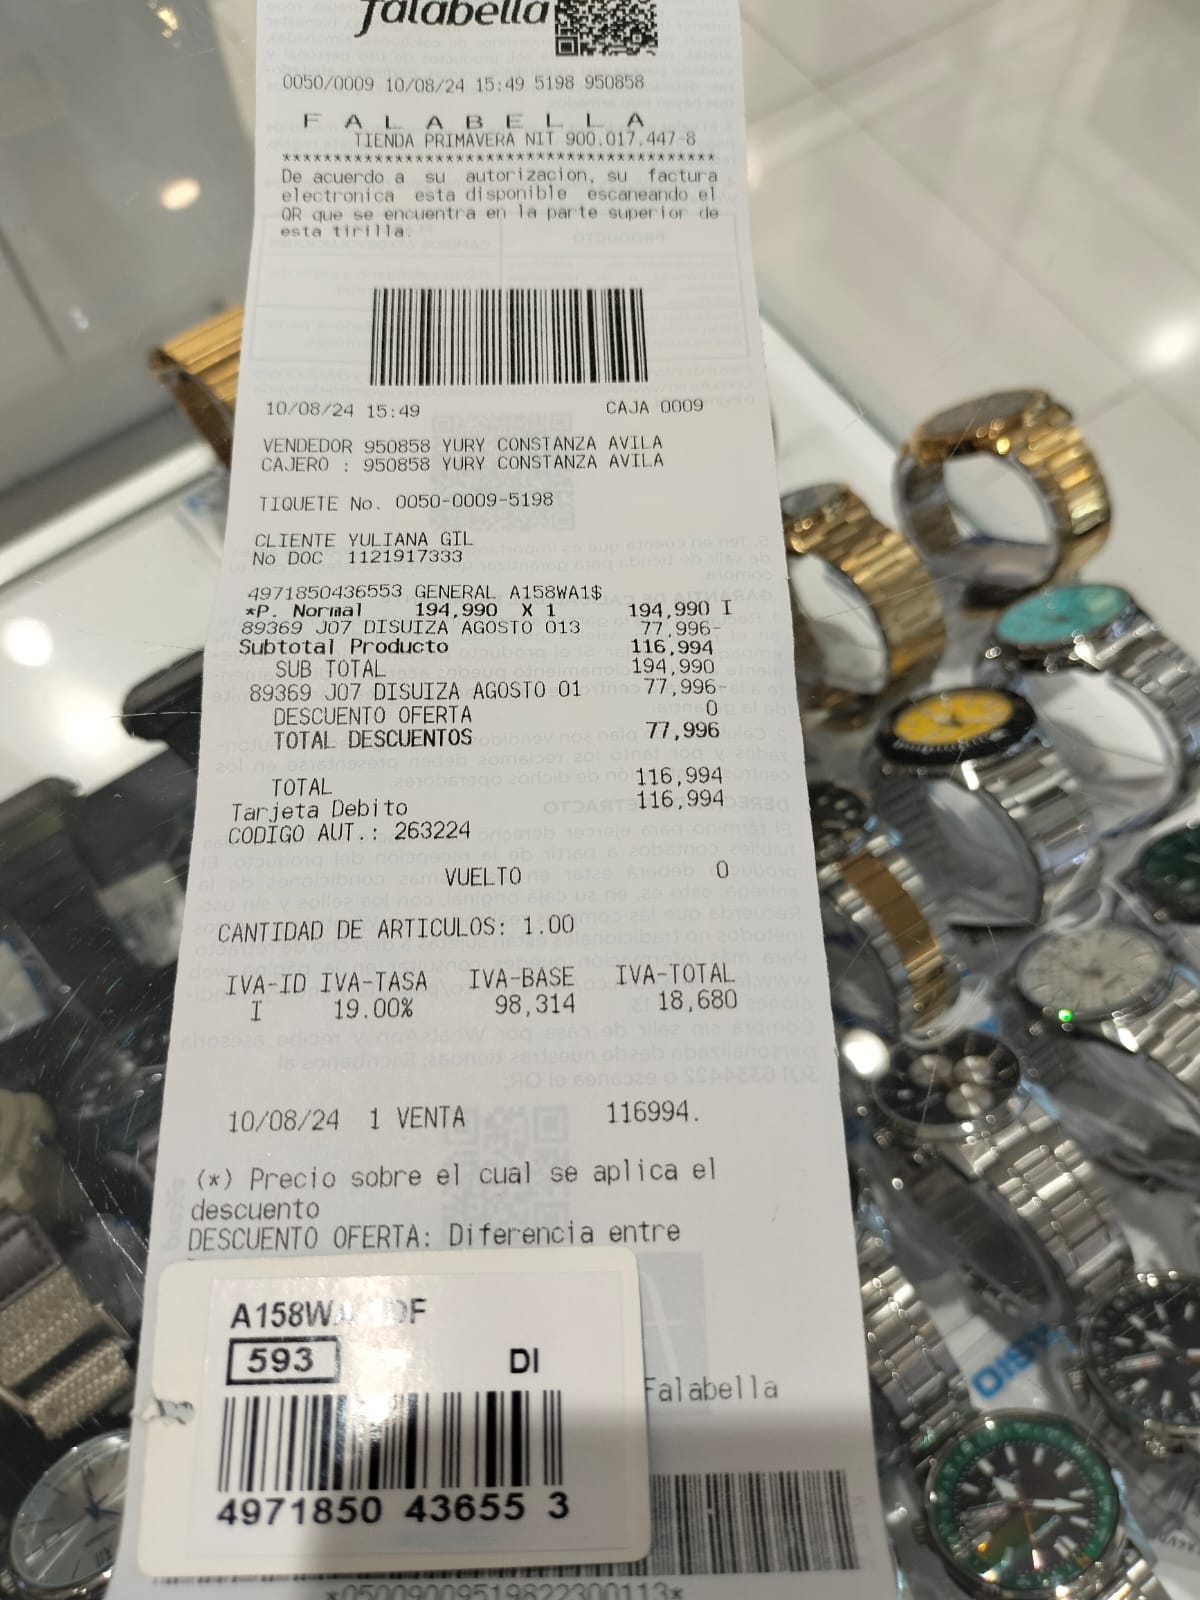 falabella
0050/0009 10/08/24 15:49 5198 950858
F A L A B E L L A
TIENDA PRIMAVERA NIT 900.017.447-8
*******************************************
De acuerdo a su autorizacion, su factura
electronica esta disponible escaneando el
QR que se encuentra en la parte superior de
esta tirilla.
10/08/24 15:49 CAJA 0009
VENDEDOR 950858 YURY CONSTANZA AVILA
CAJERO : 950858 YURY CONSTANZA AVILA
TIQUETE No. 0050-0009-5198
CLIENTE YULIANA GIL
No DOC 1121917333
4971850436553 GENERAL A158WA1$
*P. Normal 194,990 X 1 194,990 I
89369 J07 DISUIZA AGOSTO 013 77,996-
Subtotal Producto 116,994
SUB TOTAL 194,990
89369 J07 DISUIZA AGOSTO 01 77,996-
DESCUENTO OFERTA 0
TOTAL DESCUENTOS 77,996
TOTAL 116,994
Tarjeta Debito 116,994
CODIGO AUT.: 263224
VUELTO 0
CANTIDAD DE ARTICULOS: 1.00
IVA-ID IVA-TASA IVA-BASE IVA-TOTAL
I 19.00% 98,314 18,680
10/08/24 1 VENTA 116994.
(*) Precio sobre el cual se aplica el
descuento
DESCUENTO OFERTA: Diferencia entre
Falabella
A158WA 1DF
593 DI
4971850 43655 3
*05009009519822300113*